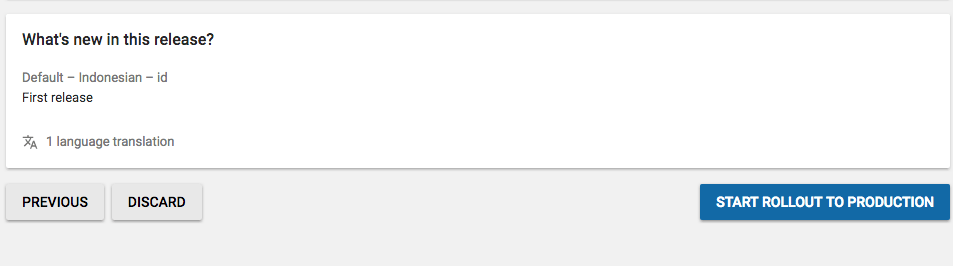 What's new in this release?
Default – Indonesian – id
First release
1 language translation
PREVIOUS DISCARD START ROLLOUT TO PRODUCTION